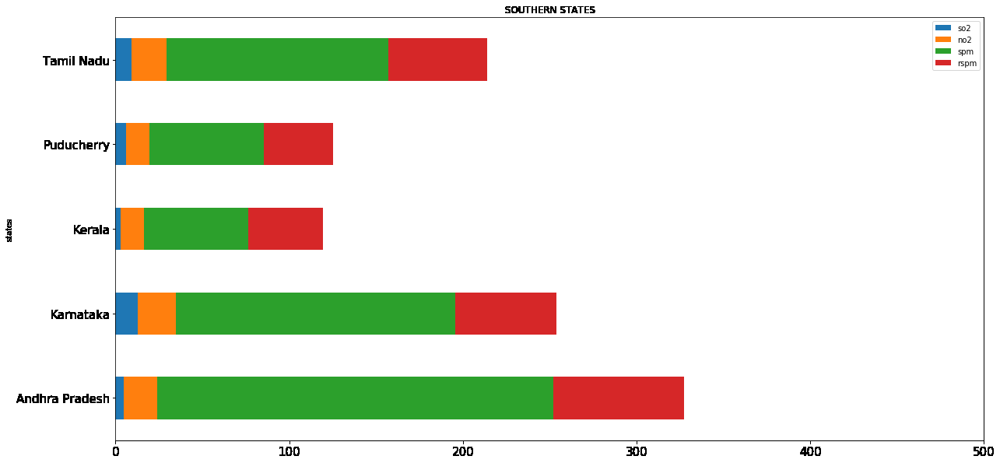 SOUTHERN STATES
so2
no2
spm
rspm
Tamil Nadu
Puducherry
Kerala
Karnataka
Andhra Pradesh
states
0 100 200 300 400 500